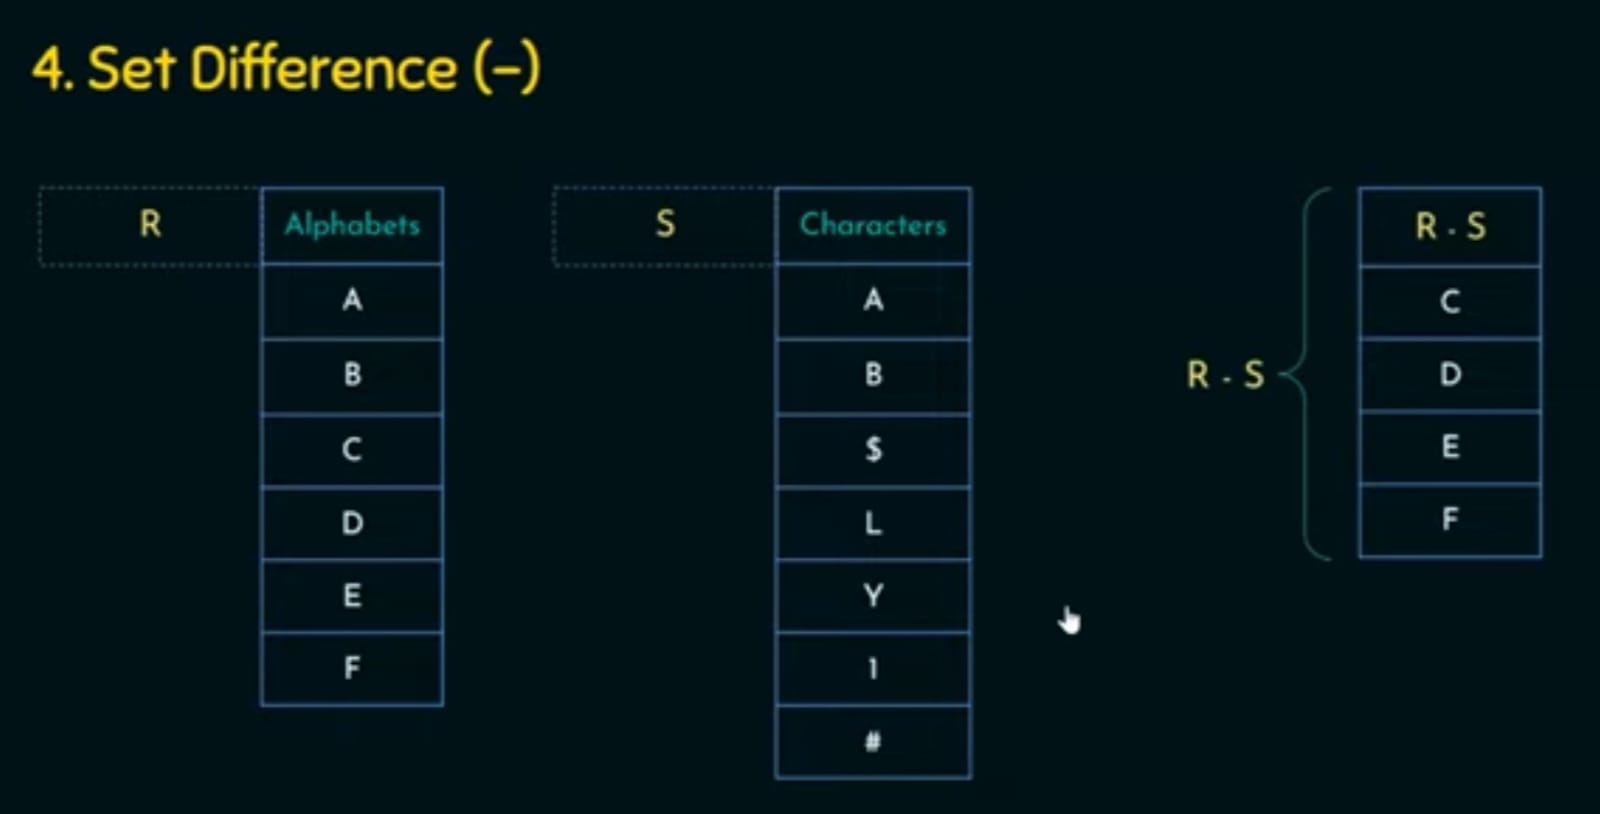 4. Set Difference (-)
R Alphabets
A
B
C
D
E
F
S Characters
A
B
$
L
Y
1
#
R - S
R - S
C
D
E
F